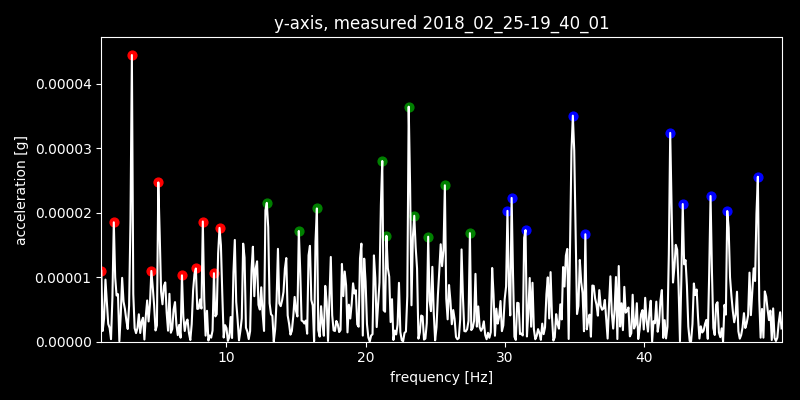 y-axis, measured 2018_02_25-19_40_01
acceleration [g]
0.00004
0.00003
0.00002
0.00001
0.00000
10 20 30 40
frequency [Hz]